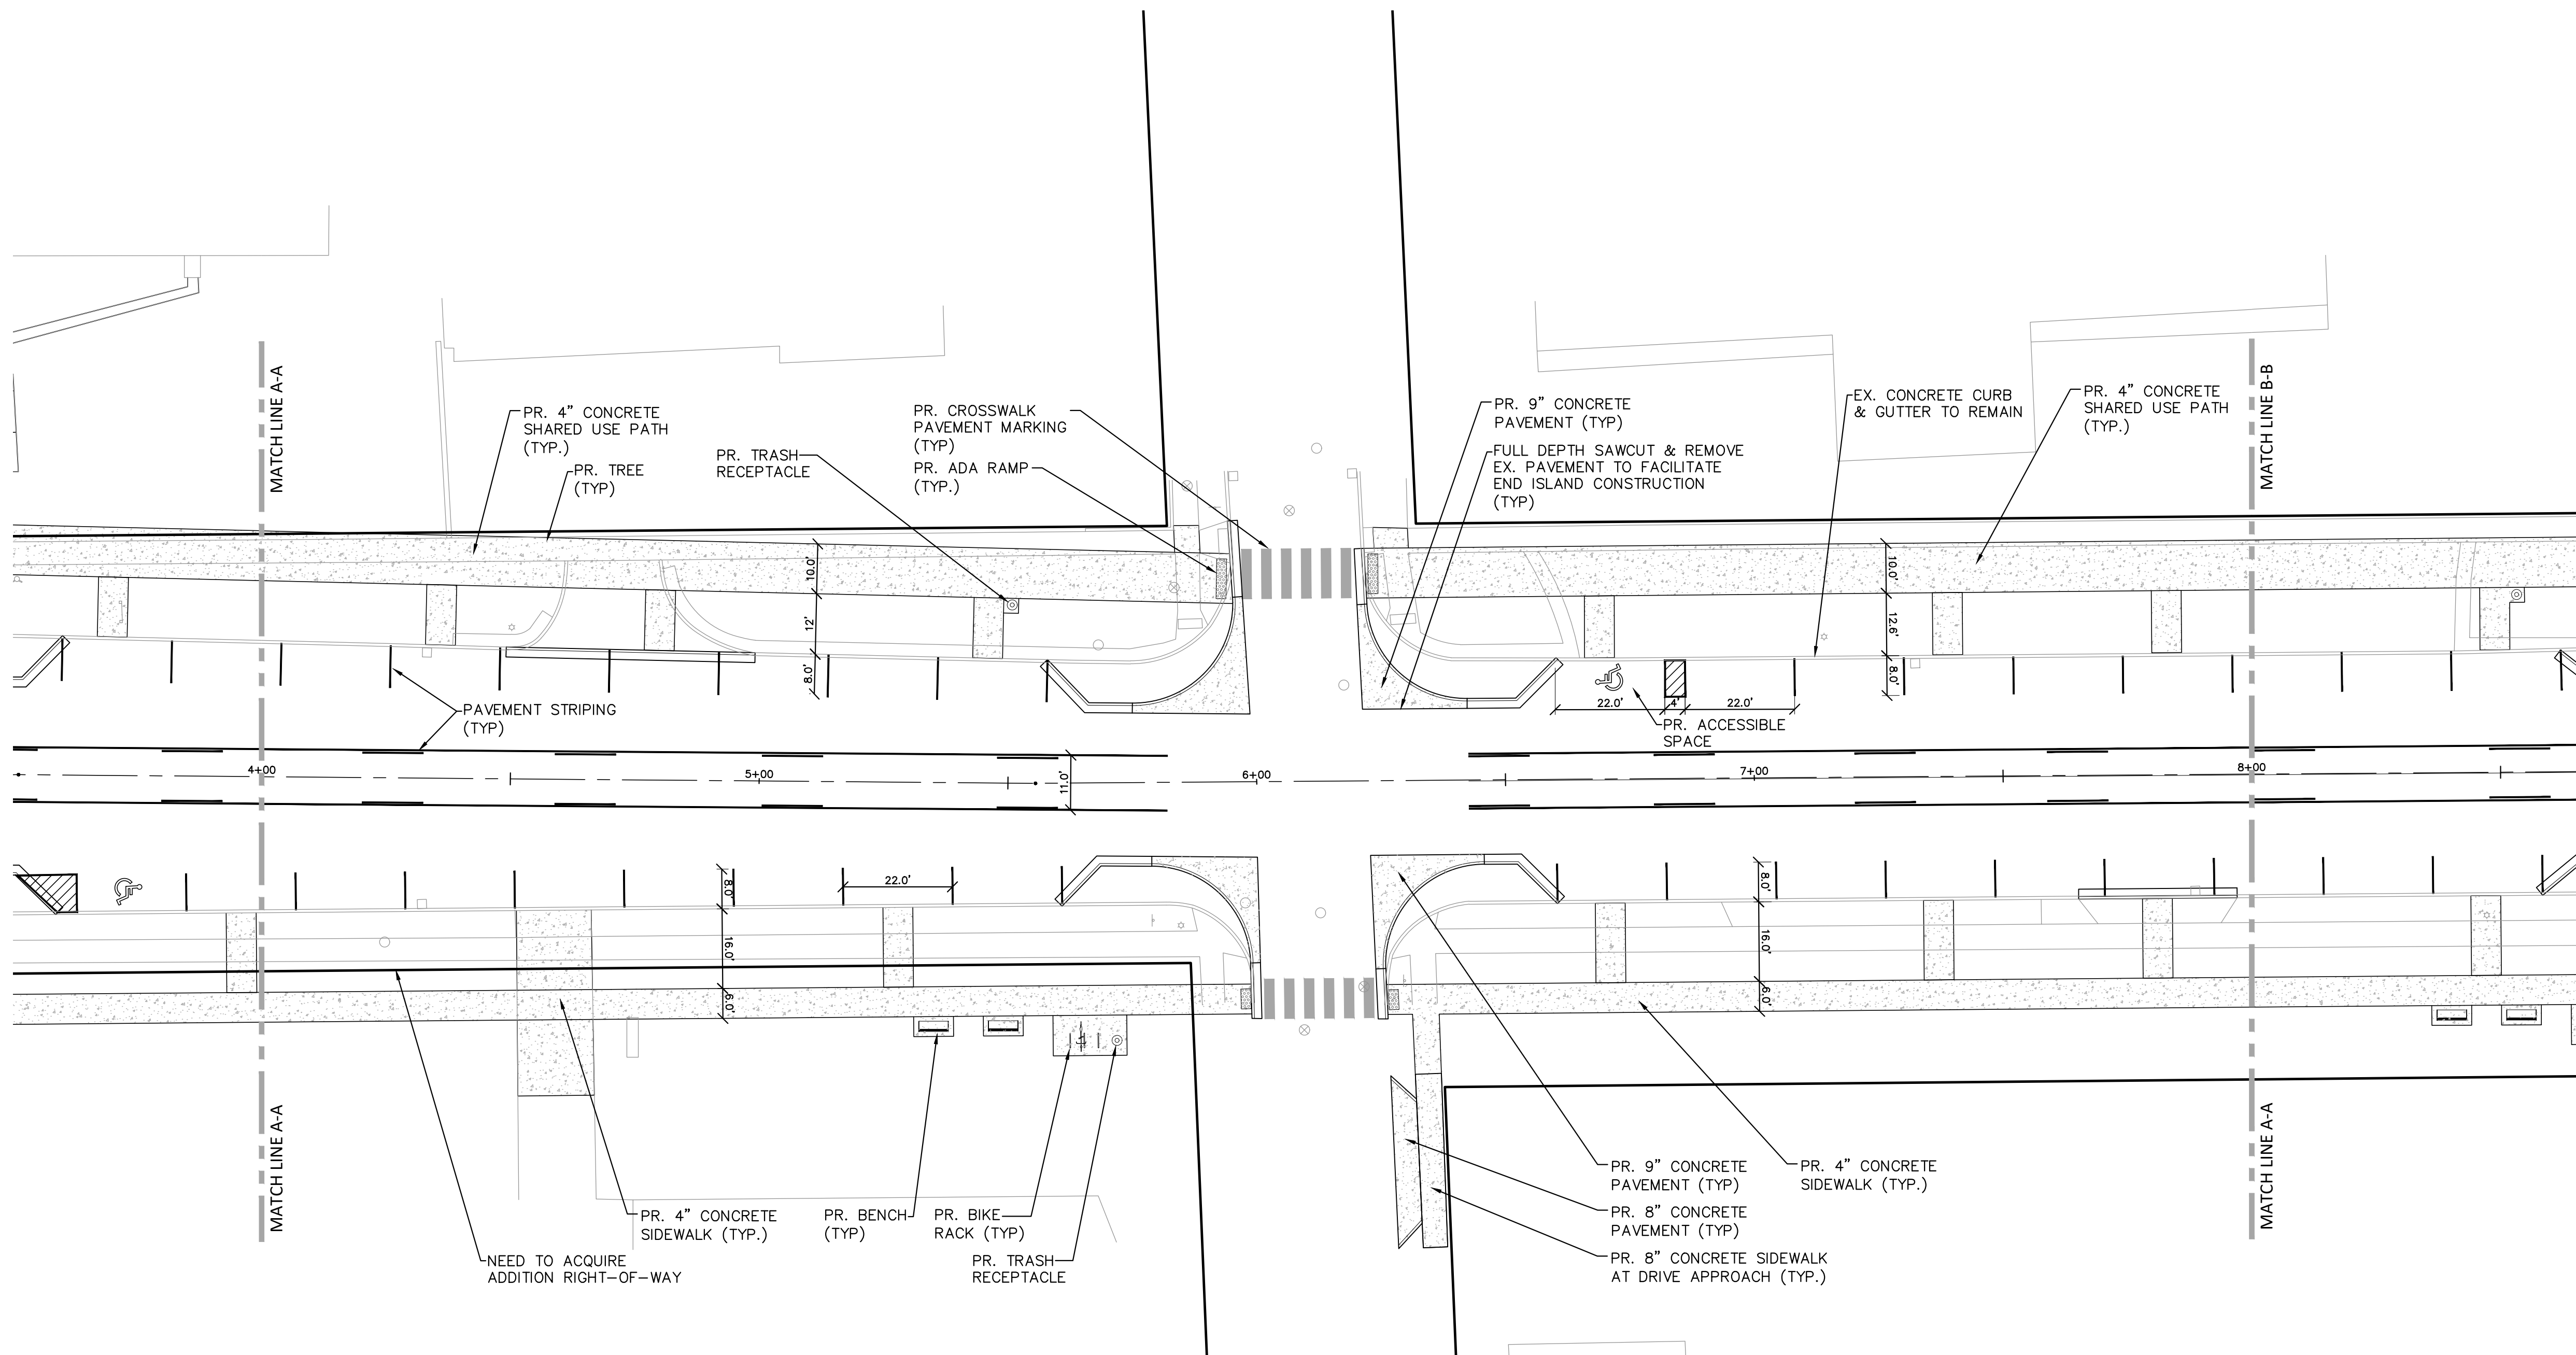 MATCH LINE A-A
PR. 4” CONCRETE
SHARED USE PATH
(TYP.)
PR. TREE
(TYP)
PR. TRASH
RECEPTACLE
PR. CROSSWALK
PAVEMENT MARKING
(TYP)
PR. ADA RAMP
(TYP.)
PR. 9” CONCRETE
PAVEMENT (TYP)
FULL DEPTH SAWCUT & REMOVE
EX. PAVEMENT TO FACILITATE
END ISLAND CONSTRUCTION
(TYP)
EX. CONCRETE CURB
& GUTTER TO REMAIN
PR. 4” CONCRETE
SHARED USE PATH
(TYP.)
MATCH LINE B-B
10.0'
12'
8.0'
10.0'
12.6'
8.0'
22.0'
4'
22.0'
PR. ACCESSIBLE
SPACE
PAVEMENT STRIPING
(TYP)
4+00
5+00
11.0'
6+00
7+00
8+00
8.0'
22.0'
16.0'
6.0'
8.0'
16.0'
6.0'
MATCH LINE A-A
NEED TO ACQUIRE
ADDITION RIGHT-OF-WAY
PR. 4” CONCRETE
SIDEWALK (TYP.)
PR. BENCH
(TYP)
PR. BIKE
RACK (TYP)
PR. TRASH
RECEPTACLE
PR. 9” CONCRETE
PAVEMENT (TYP)
PR. 8” CONCRETE
PAVEMENT (TYP)
PR. 8” CONCRETE SIDEWALK
AT DRIVE APPROACH (TYP.)
PR. 4” CONCRETE
SIDEWALK (TYP.)
MATCH LINE A-A